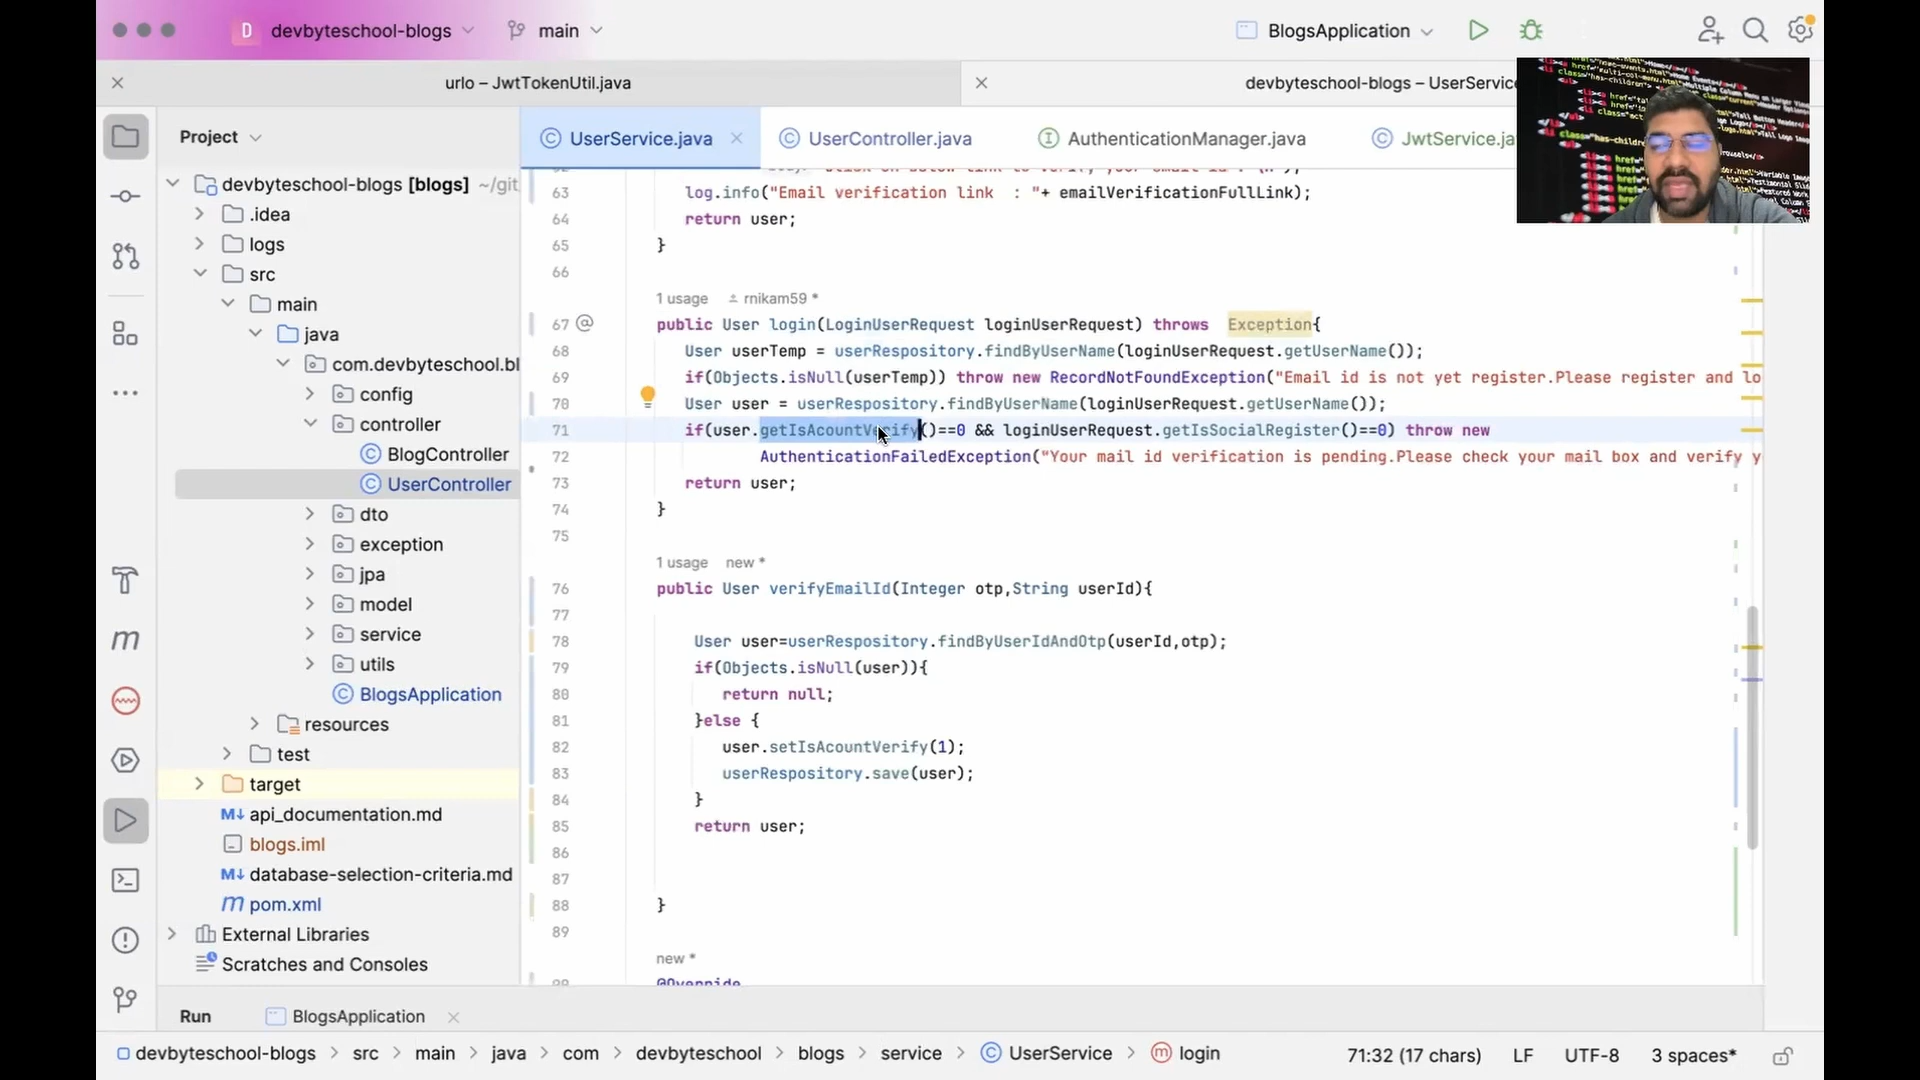 D devbyteschool-blogs main BlogsApplication
urlo – JwtTokenUtil.java devbyteschool-blogs – UserService
Project UserService.java UserController.java AuthenticationManager.java JwtService.ja
devbyteschool-blogs [blogs] ~/git
.idea
logs
src
main
java
com.devbyteschool.bl
config
controller
BlogController
UserController
dto
exception
jpa
model
service
utils
BlogsApplication
resources
test
target
api_documentation.md
blogs.iml
database-selection-criteria.md
pom.xml
External Libraries
Scratches and Consoles
63 log.info("Email verification link : "+ emailVerificationFullLink);
64 return user;
65 }
66
1 usage rnikam59 *
67 public User login(LoginUserRequest loginUserRequest) throws Exception{
68 User userTemp = userRespository.findByUserName(loginUserRequest.getUserName());
69 if(Objects.isNull(userTemp)) throw new RecordNotFoundException("Email id is not yet register.Please register and lo
70 User user = userRespository.findByUserName(loginUserRequest.getUserName());
71 if(user.getIsAcountVerify()==0 && loginUserRequest.getIsSocialRegister()==0) throw new
72 AuthenticationFailedException("Your mail id verification is pending.Please check your mail box and verify y
73 return user;
74 }
75
1 usage new *
76 public User verifyEmailId(Integer otp,String userId){
77
78 User user=userRespository.findByUserIdAndOtp(userId,otp);
79 if(Objects.isNull(user)){
80 return null;
81 }else {
82 user.setIsAcountVerify(1);
83 userRespository.save(user);
84 }
85 return user;
86
87
88 }
89
new *
@Override
Run BlogsApplication
devbyteschool-blogs > src > main > java > com > devbyteschool > blogs > service > UserService > login 71:32 (17 chars) LF UTF-8 3 spaces*